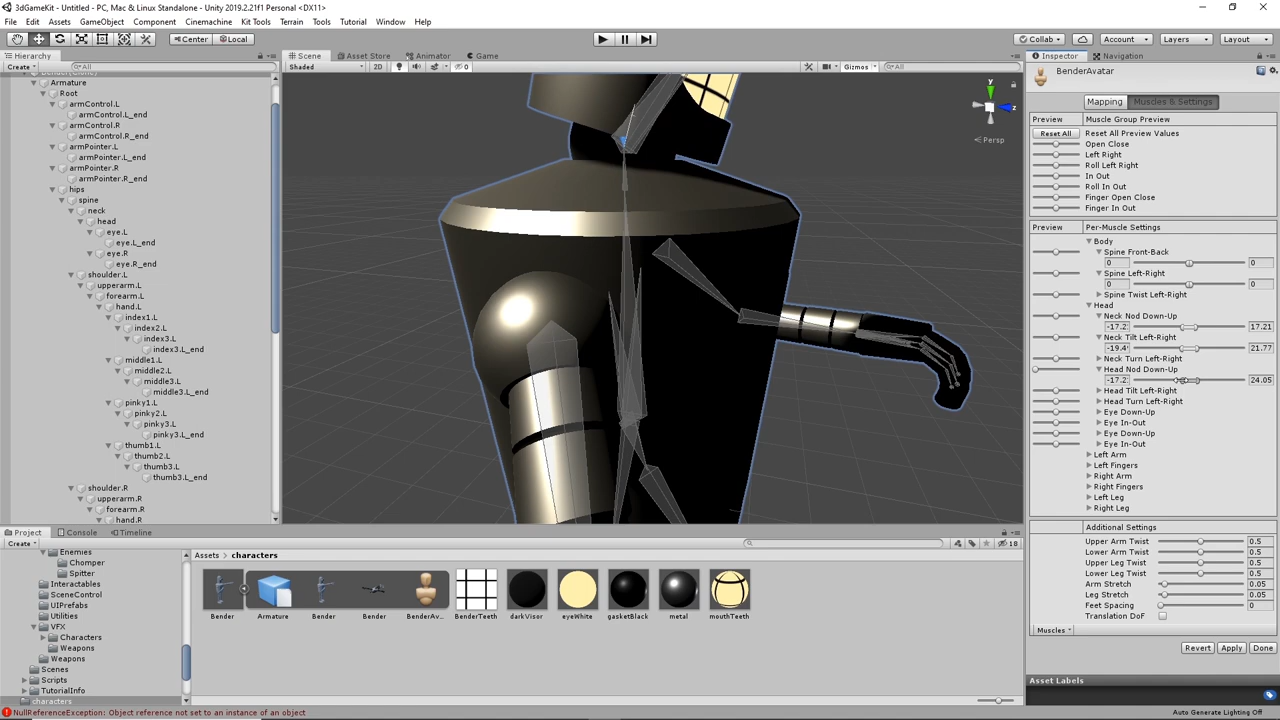 3dGameKit - Untitled - PC, Mac & Linux Standalone - Unity 2019.2.21f1 Personal <DX11>
File Edit Assets GameObject Component Cinemachine Kit Tools Terrain Tools Tutorial Window Help
Center Local Collab Account Layers Layout
Hierarchy
Create All
Armature
Root
armControl.L
armControl.L_end
armControl.R
armControl.R_end
armPointer.L
armPointer.L_end
armPointer.R
armPointer.R_end
hips
spine
neck
head
eye.L
eye.L_end
eye.R
eye.R_end
shoulder.L
upperarm.L
forearm.L
hand.L
index1.L
index2.L
index3.L
index3.L_end
middle1.L
middle2.L
middle3.L
middle3.L_end
pinky1.L
pinky2.L
pinky3.L
pinky3.L_end
thumb1.L
thumb2.L
thumb3.L
thumb3.L_end
shoulder.R
upperarm.R
forearm.R
hand.R
Scene Asset Store Animator Game
Shaded 2D 0 Gizmos All
y
z
Persp
Inspector Navigation
BenderAvatar
Mapping Muscles & Settings
Preview Muscle Group Preview
Reset All Reset All Preview Values
Open Close
Left Right
Roll Left Right
In Out
Roll In Out
Finger Open Close
Finger In Out
Preview Per-Muscle Settings
Body
Spine Front-Back
0 0
Spine Left-Right
0 0
Spine Twist Left-Right
Head
Neck Nod Down-Up
-17.2 17.21
Neck Tilt Left-Right
-19.4 21.77
Neck Turn Left-Right
Head Nod Down-Up
-17.2 24.05
Head Tilt Left-Right
Head Turn Left-Right
Eye Down-Up
Eye In-Out
Eye Down-Up
Eye In-Out
Left Arm
Left Fingers
Right Arm
Right Fingers
Left Leg
Right Leg
Additional Settings
Upper Arm Twist 0.5
Lower Arm Twist 0.5
Upper Leg Twist 0.5
Lower Leg Twist 0.5
Arm Stretch 0.05
Leg Stretch 0.05
Feet Spacing 0
Translation DoF
Muscles
Revert Apply Done
Asset Labels
Project Console Timeline
Create 18
Enemies
Chomper
Spitter
Interactables
SceneControl
UIPrefabs
Utilities
VFX
Characters
Weapons
Weapons
Scenes
Scripts
TutorialInfo
characters
Assets characters
Bender Armature Bender Bender BenderAv... BenderTeeth darkVisor eyeWhite gasketBlack metal mouthTeeth
NullReferenceException: Object reference not set to an instance of an object
Auto Generate Lighting Off